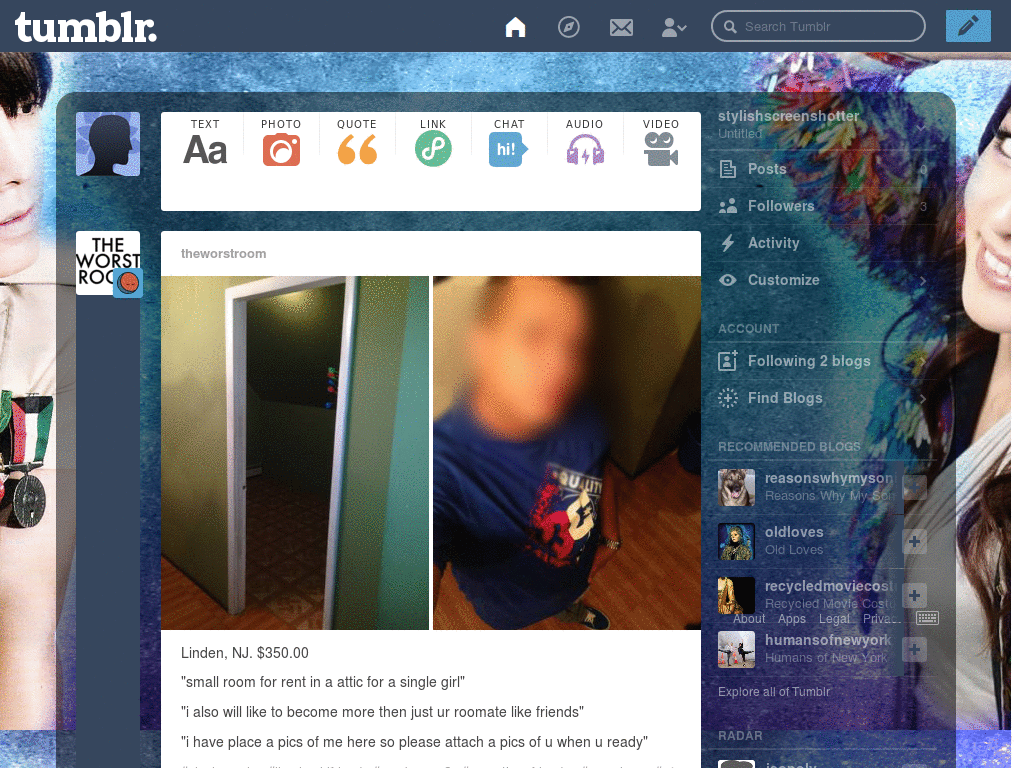 tumblr.
Search Tumblr
TEXT
PHOTO
QUOTE
LINK
CHAT
AUDIO
VIDEO
Aa
hi!
stylishscreenshotter
Untitled
Posts
Followers 3
Activity
Customize
ACCOUNT
Following 2 blogs
Find Blogs
RECOMMENDED BLOGS
reasonswhymyson
Reasons Why My Son
oldloves
Old Loves
recycledmoviecost
Recycled Movie Costu
About Apps Legal Privac
humansofnewyork
Humans of New York
Explore all of Tumblr
RADAR
THE
WORST
ROO
theworstroom
Linden, NJ. $350.00
"small room for rent in a attic for a single girl"
"i also will like to become more then just ur roomate like friends"
"i have place a pics of me here so please attach a pics of u when u ready"